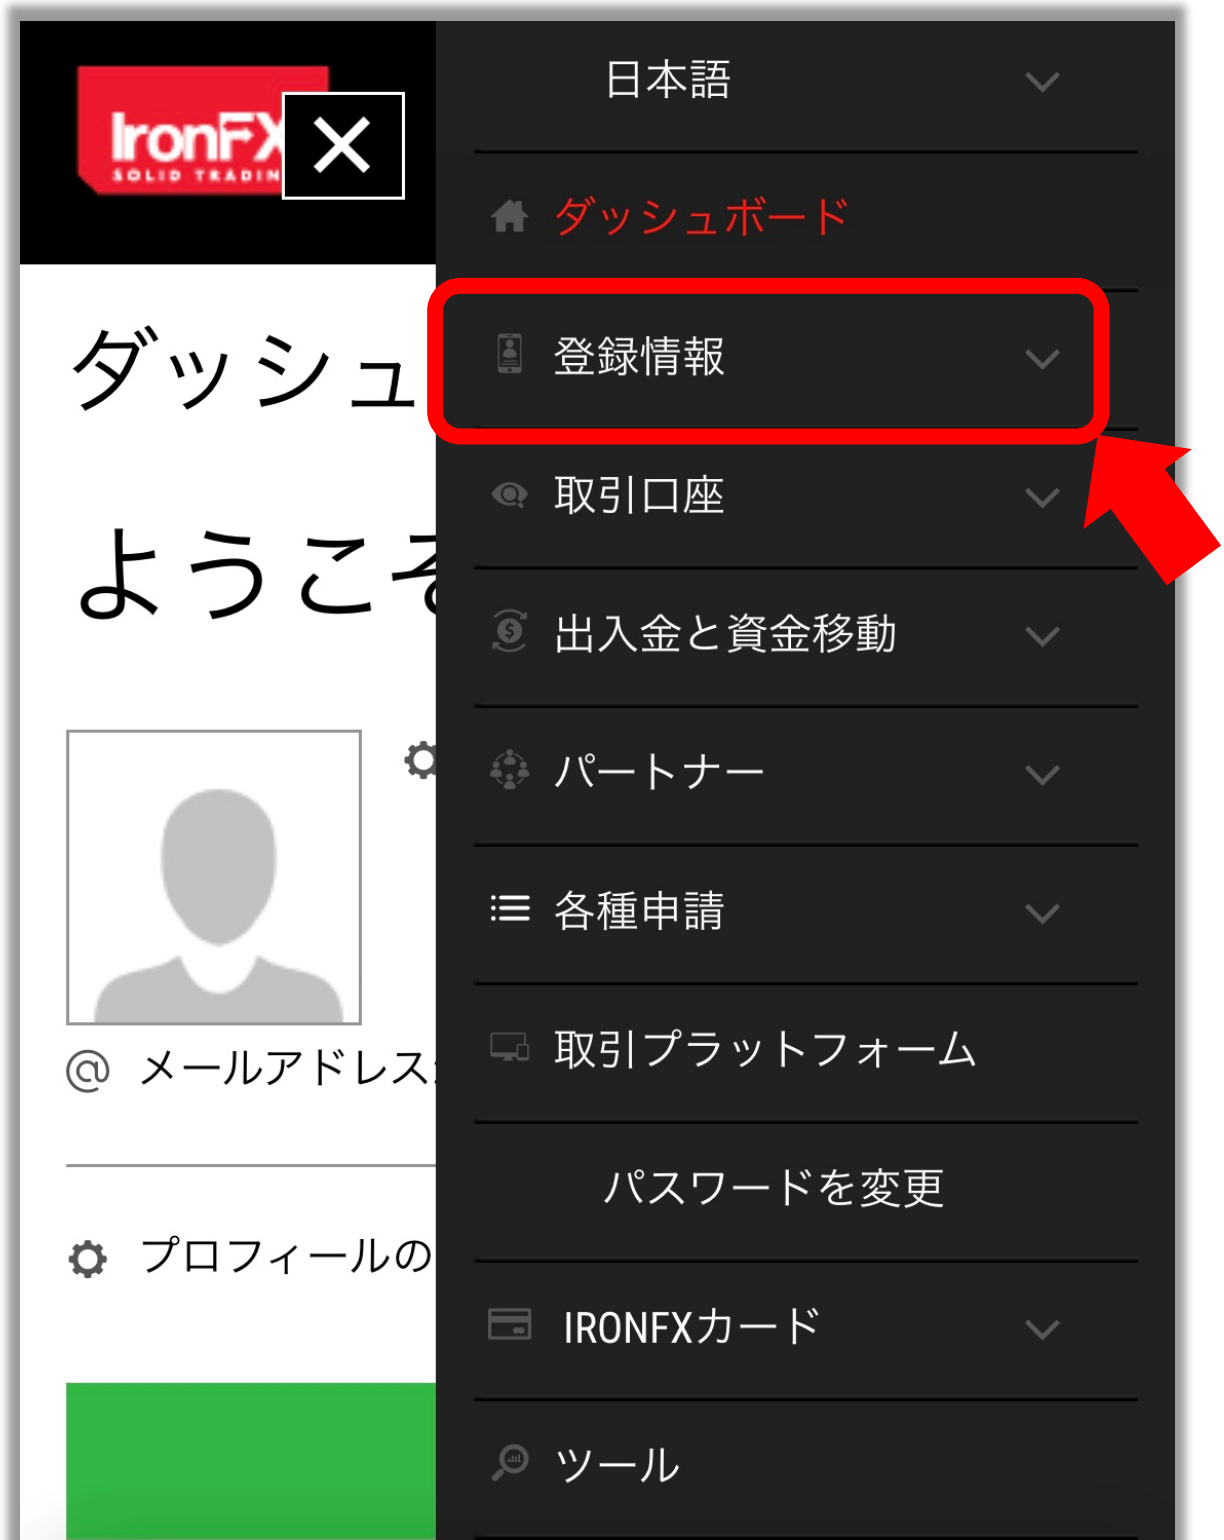 IronFX
SOLID TRADIN
ダッシュ
ようこそ
@ メールアドレス
プロフィールの
日本語
ダッシュボード
登録情報
取引口座
出入金と資金移動
パートナー
各種申請
取引プラットフォーム
パスワードを変更
IRONFXカード
ツール